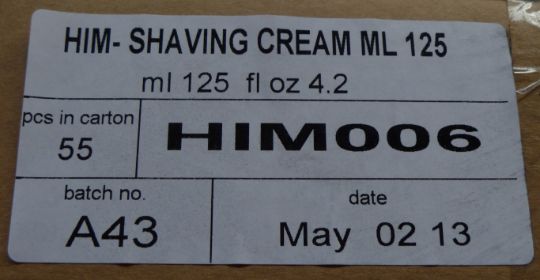 HIM- SHAVING CREAM ML 125
ml 125 fl oz 4.2
pcs in carton
55
HIM006
batch no.
A43
date
May 02 13